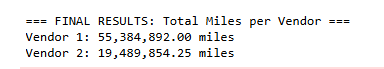 === FINAL RESULTS: Total Miles per Vendor ===
Vendor 1: 55,384,892.00 miles
Vendor 2: 19,489,854.25 miles